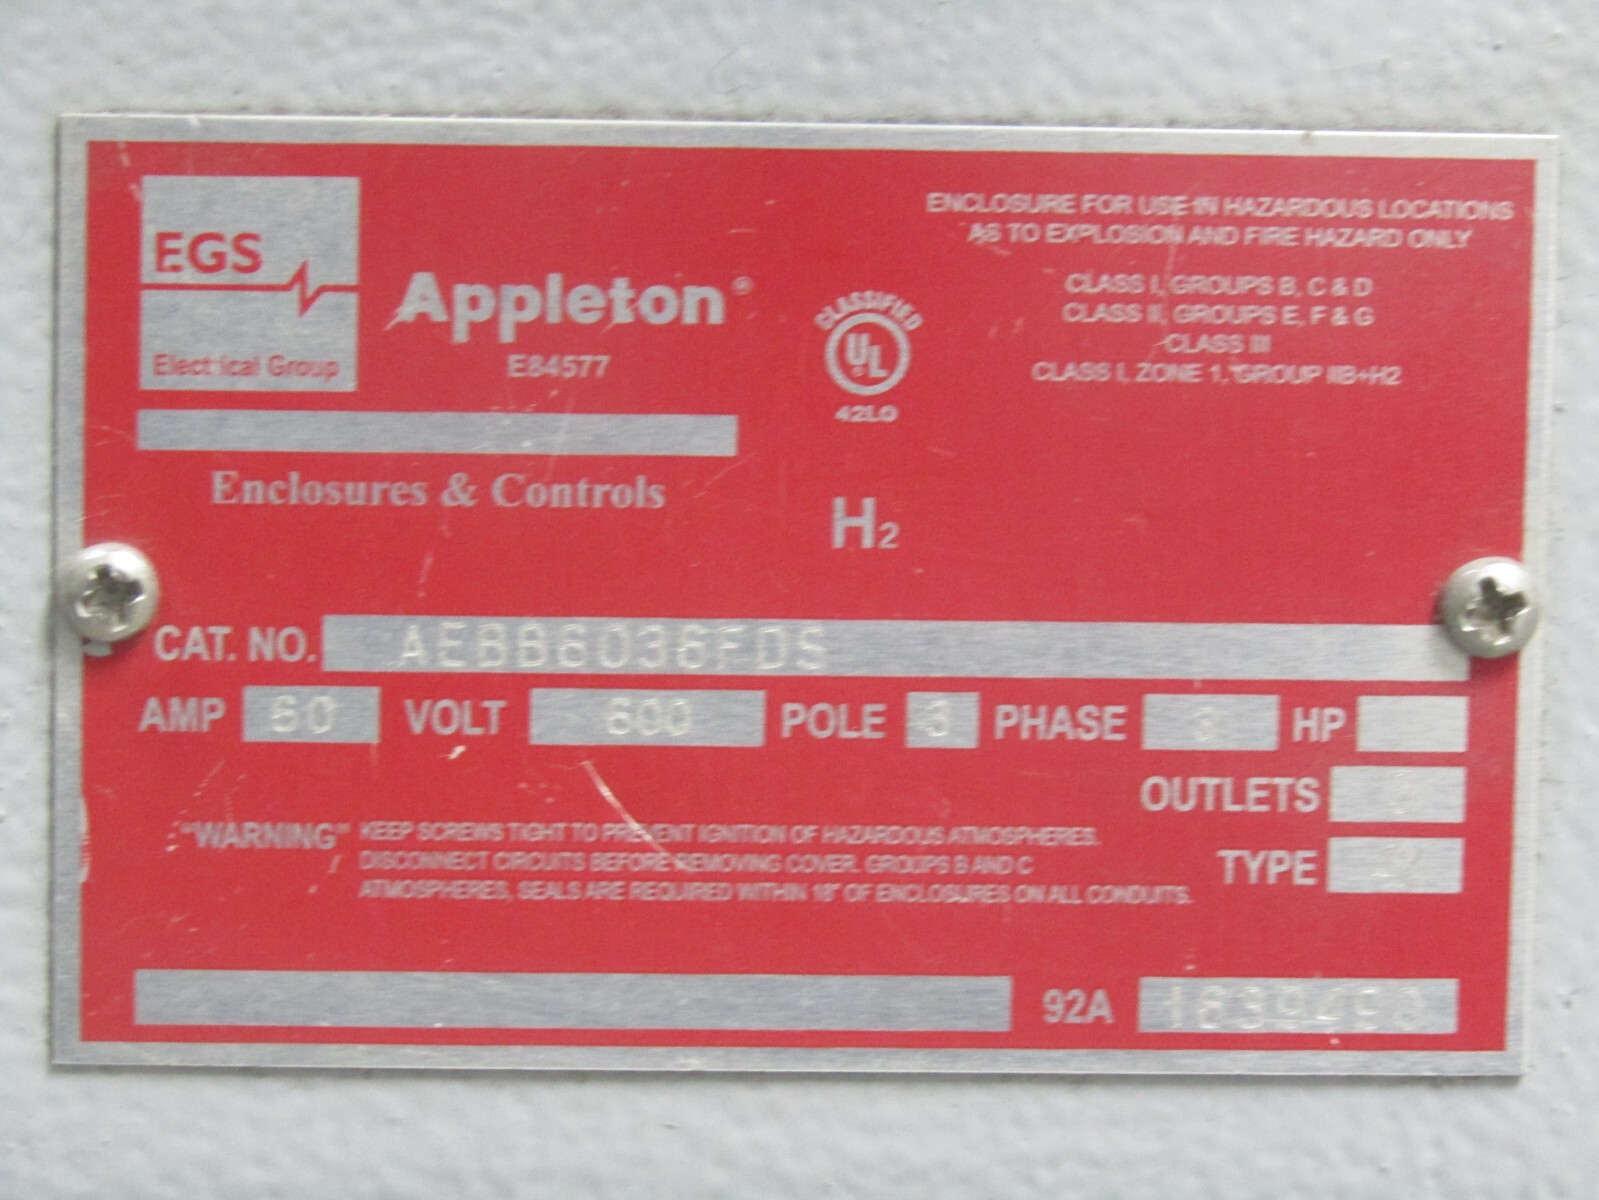 EGS
Electrical Group
Appleton®
E84577
CLASSIFIED
UL
42LO
ENCLOSURE FOR USE IN HAZARDOUS LOCATIONS
AS TO EXPLOSION AND FIRE HAZARD ONLY
CLASS I, GROUPS B, C & D
CLASS II, GROUPS E, F & G
CLASS III
CLASS I, ZONE 1, GROUP IIB+H2
Enclosures & Controls
H2
CAT. NO. AEBB6036FDS
AMP 60 VOLT 600 POLE 3 PHASE 3 HP
OUTLETS
TYPE
"WARNING" KEEP SCREWS TIGHT TO PREVENT IGNITION OF HAZARDOUS ATMOSPHERES.
DISCONNECT CIRCUITS BEFORE REMOVING COVER. GROUPS B AND C
ATMOSPHERES, SEALS ARE REQUIRED WITHIN 18" OF ENCLOSURES ON ALL CONDUITS.
92A